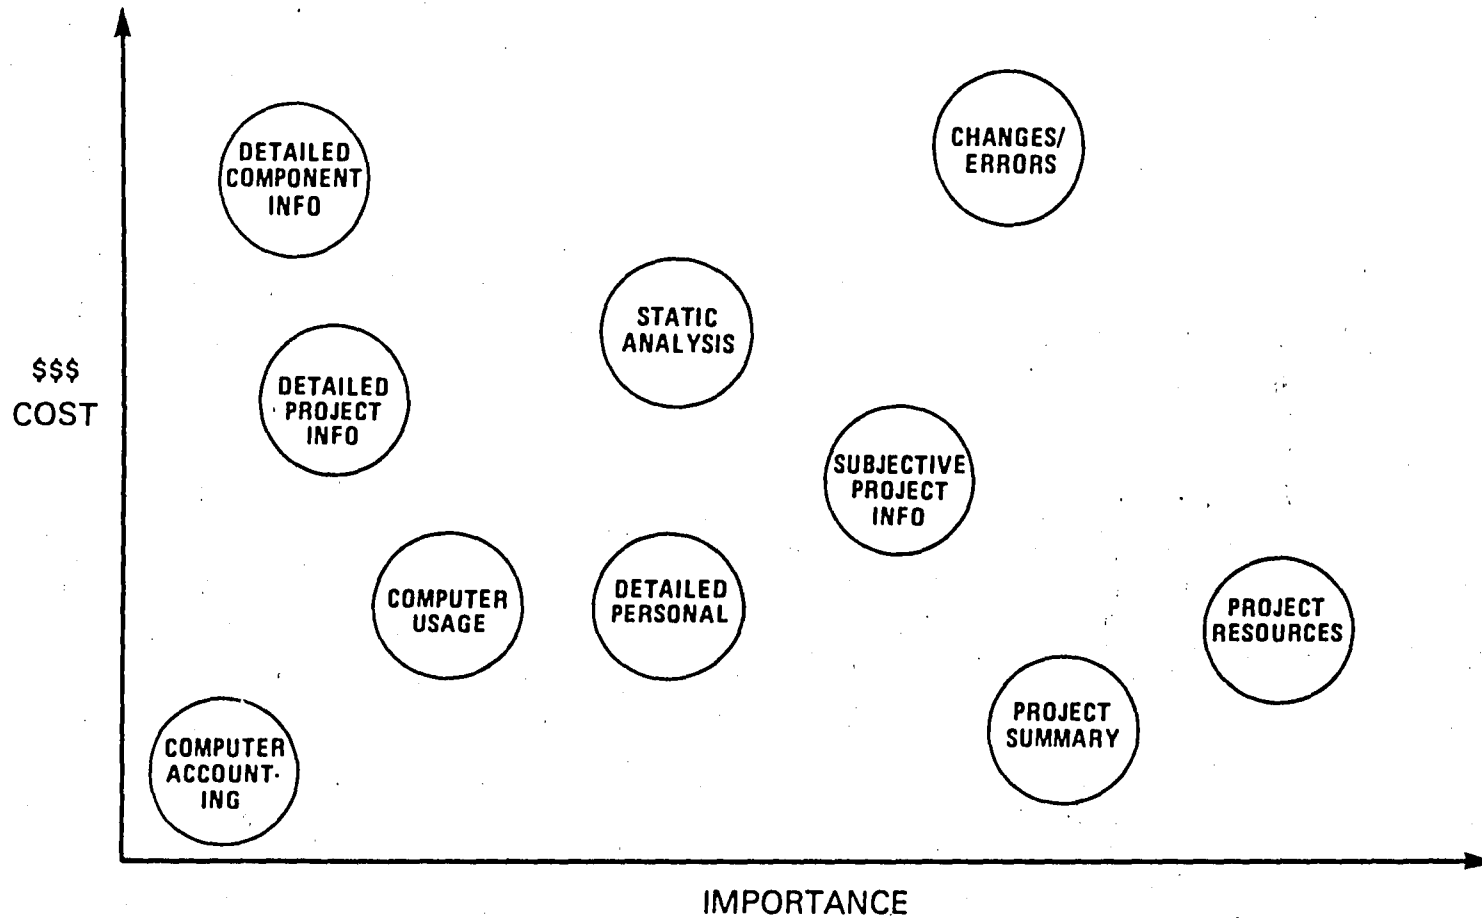 CHANGES/
ERRORS
DETAILED
COMPONENT
INFO
STATIC
ANALYSIS
$$$
COST
DETAILED
PROJECT
INFO
SUBJECTIVE
PROJECT
INFO
COMPUTER
USAGE
DETAILED
PERSONAL
PROJECT
RESOURCES
PROJECT
SUMMARY
COMPUTER
ACCOUNT-
ING
IMPORTANCE